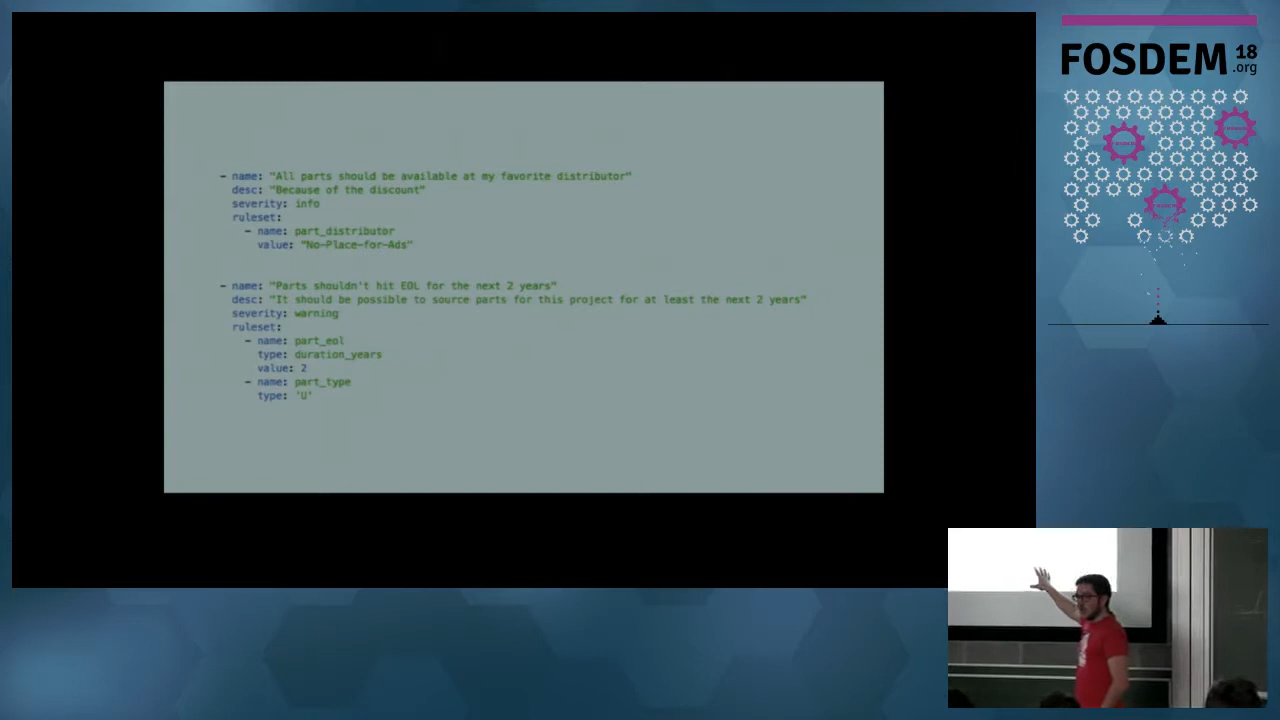 - name: "All parts should be available at my favorite distributor"
desc: "Because of the discount"
severity: info
ruleset:
- name: part_distributor
value: "No-Place-for-Ads"
- name: "Parts shouldn't hit EOL for the next 2 years"
desc: "It should be possible to source parts for this project for at least the next 2 years"
severity: warning
ruleset:
- name: part_eol
type: duration_years
value: 2
- name: part_type
type: 'U'
FOSDEM 18
.org